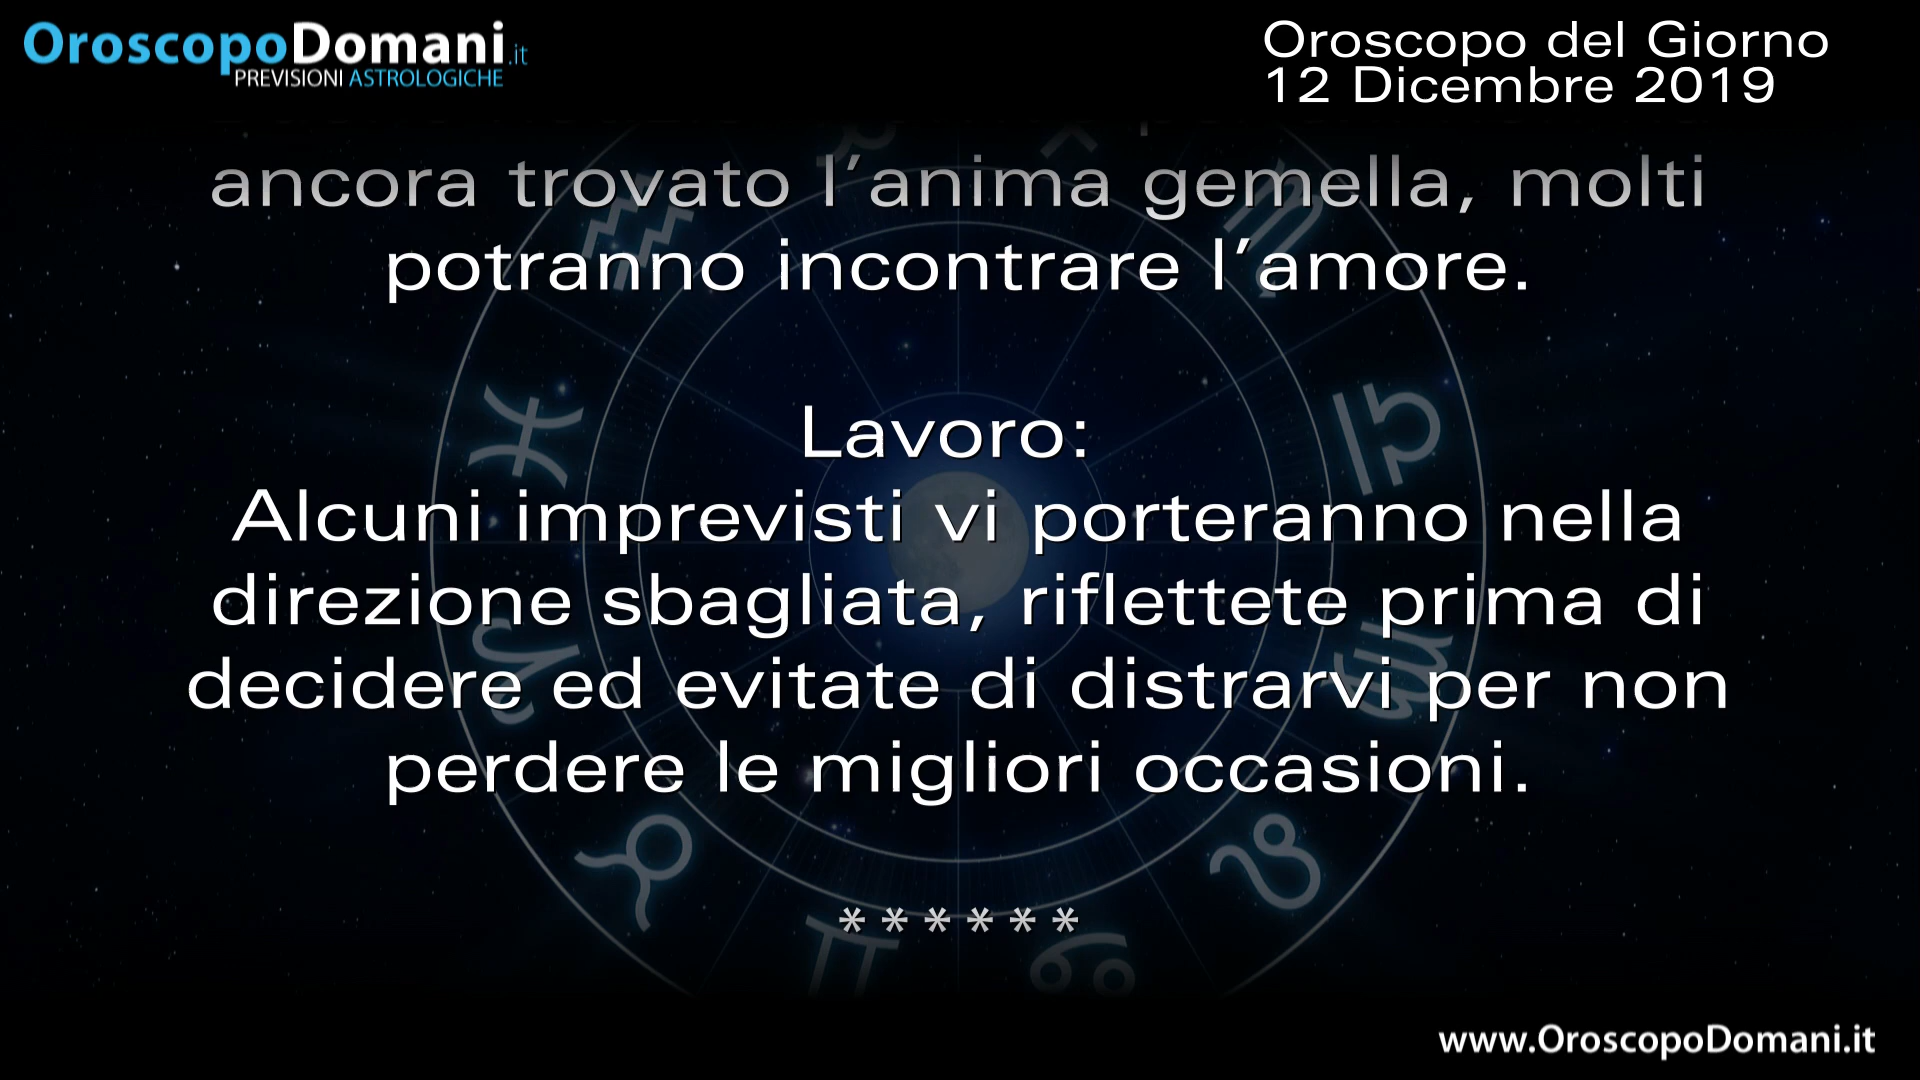 OroscopoDomani.it
PREVISIONI ASTROLOGICHE
Oroscopo del Giorno
12 Dicembre 2019
ancora trovato l’anima gemella, molti
potranno incontrare l’amore.
Lavoro:
Alcuni imprevisti vi porteranno nella
direzione sbagliata, riflettete prima di
decidere ed evitate di distrarvi per non
perdere le migliori occasioni.
******
www.OroscopoDomani.it